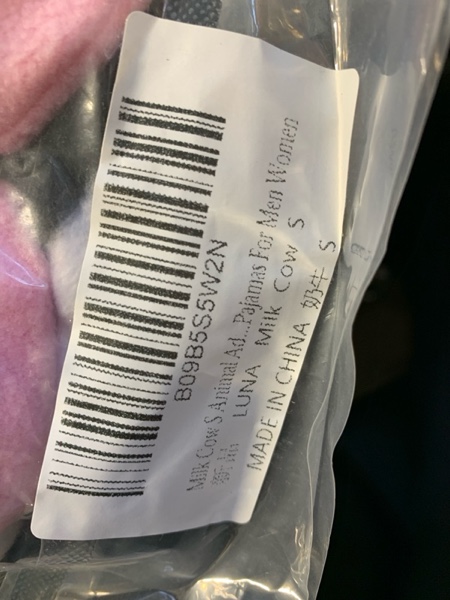 B09B5S5W2N
Milk Cow S Animal Ad...Pajamas For Men Women
LUNA Milk Cow S
MADE IN CHINA 奶牛 S